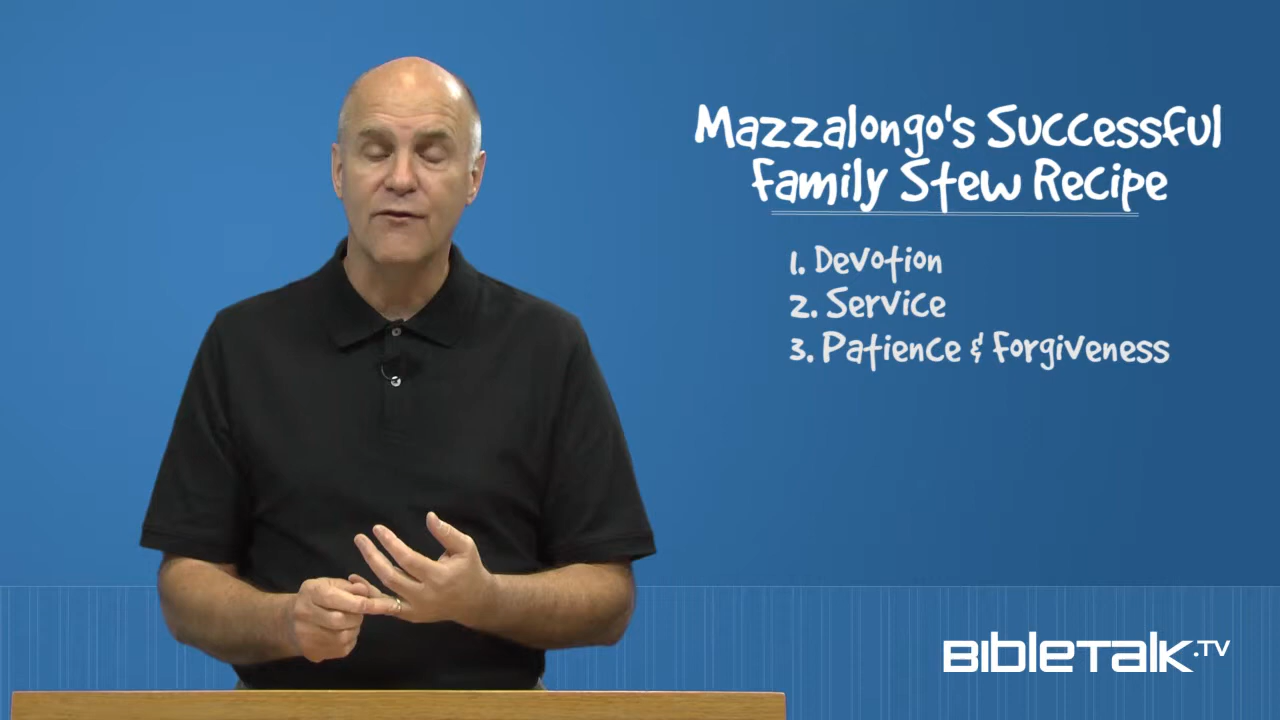 Mazzalongo's Successful
Family Stew Recipe
1. Devotion
2. Service
3. Patience & Forgiveness
BIBLETALK.TV